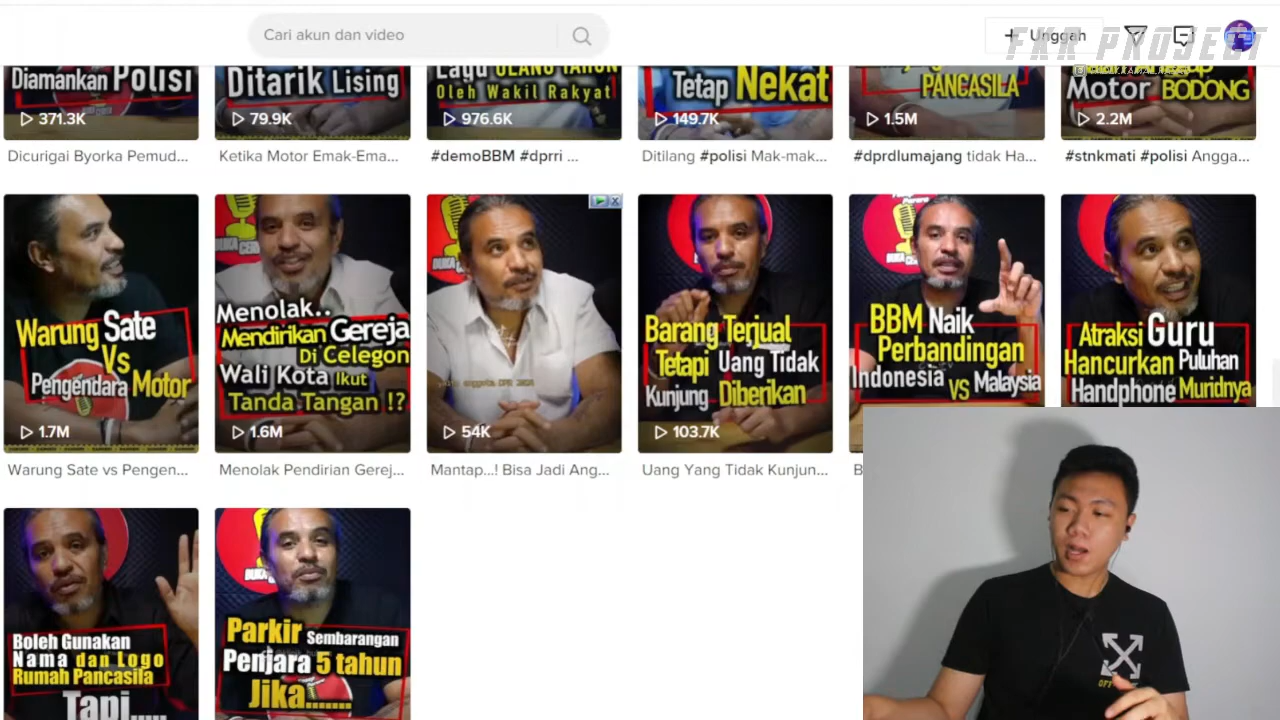 Cari akun dan video
Unggah
FKR PROJECT
Diamankan Polisi
371.3K
Dicurigai Byorka Pemud...
Ditarik Lising
79.9K
Ketika Motor Emak-Ema...
Lagu ULANG TAHUN
Oleh Wakil Rakyat
976.6K
#demoBBM #dprri ...
Tetap Nekat
149.7K
Ditilang #polisi Mak-mak...
PANCASILA
1.5M
#dprdlumajang tidak Ha...
Motor BODONG
2.2M
#stnkmati #polisi Angga...
Warung Sate
Vs
Pengendara Motor
1.7M
Warung Sate vs Pengen...
Menolak..
Mendirikan Gereja
Di Celegon
Wali Kota Ikut
Tanda Tangan !?
1.6M
Menolak Pendirian Gerej...
54K
Mantap...! Bisa Jadi Ang...
Barang Terjual
Tetapi Uang Tidak
Kunjung Diberikan
103.7K
Uang Yang Tidak Kunjun...
BBM Naik
Perbandingan
Indonesia VS Malaysia
Atraksi Guru
Hancurkan Puluhan
Handphone Muridnya
Boleh Gunakan
Nama dan Logo
Rumah Pancasila
Tapi.....
Parkir Sembarangan
Penjara 5 tahun
Jika.......